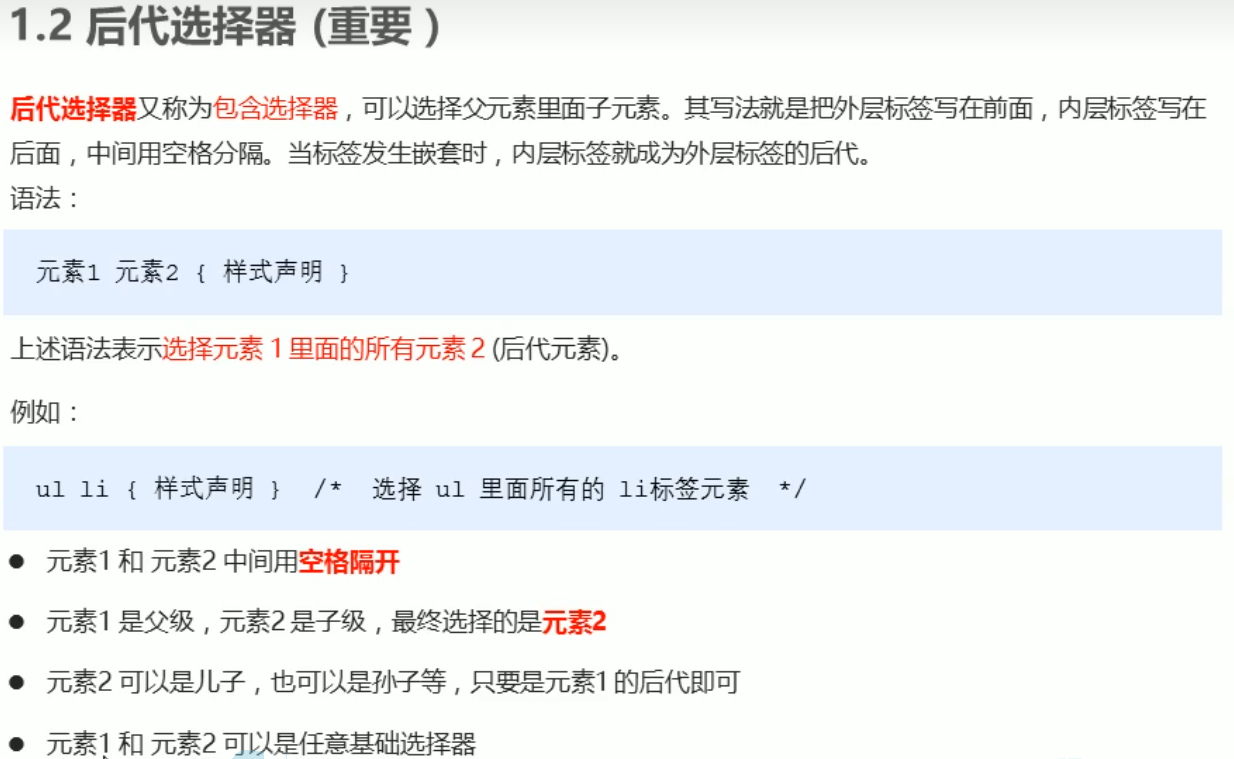 1.2 后代选择器 (重要 )
后代选择器又称为包含选择器，可以选择父元素里面子元素。其写法就是把外层标签写在前面，内层标签写在
后面，中间用空格分隔。当标签发生嵌套时，内层标签就成为外层标签的后代。
语法：
元素1 元素2 { 样式声明 }
上述语法表示选择元素 1 里面的所有元素 2 (后代元素)。
例如：
ul li { 样式声明 }  /*  选择 ul 里面所有的 li标签元素  */
● 元素1 和 元素2 中间用空格隔开
● 元素1 是父级，元素2 是子级，最终选择的是元素2
● 元素2 可以是儿子，也可以是孙子等，只要是元素1 的后代即可
● 元素1 和 元素2 可以是任意基础选择器